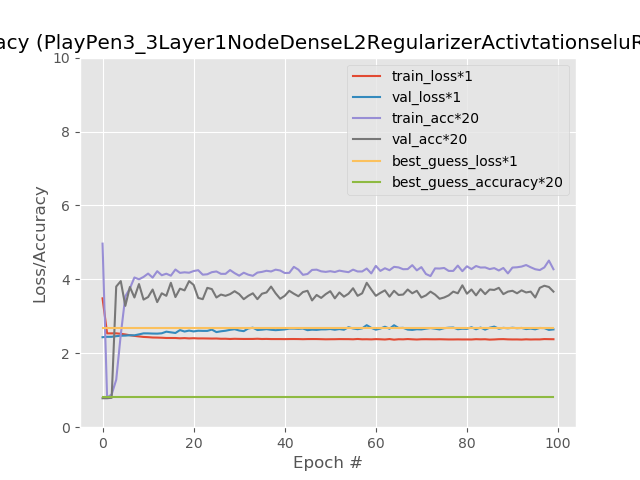 acy (PlayPen3_3Layer1NodeDenseL2RegularizerActivtationseluR
10
8
6
4
2
0
Loss/Accuracy
train_loss*1
val_loss*1
train_acc*20
val_acc*20
best_guess_loss*1
best_guess_accuracy*20
0 20 40 60 80 100
Epoch #